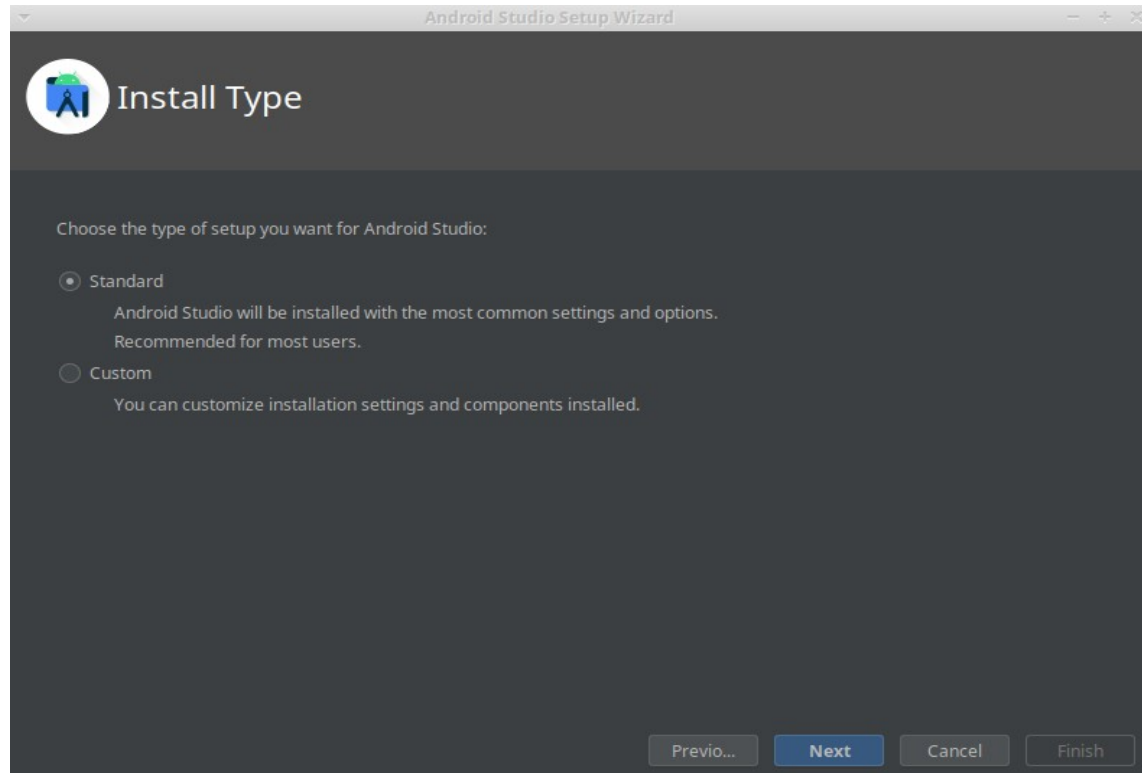 Android Studio Setup Wizard
Install Type
Choose the type of setup you want for Android Studio:
Standard
Android Studio will be installed with the most common settings and options.
Recommended for most users.
Custom
You can customize installation settings and components installed.
Previo... Next Cancel Finish